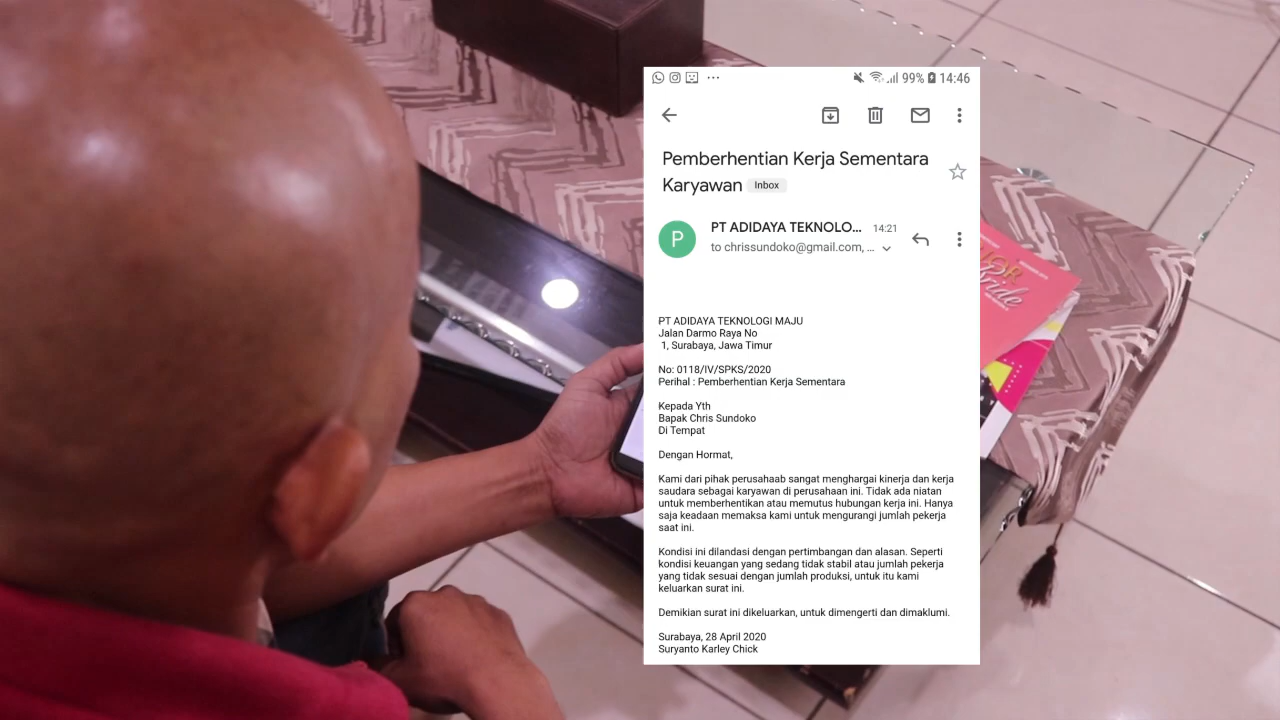 99% 14:46
Pemberhentian Kerja Sementara
Karyawan Inbox
P
PT ADIDAYA TEKNOLO... 14:21
to chrissundoko@gmail.com, ...
PT ADIDAYA TEKNOLOGI MAJU
Jalan Darmo Raya No
1, Surabaya, Jawa Timur
No: 0118/IV/SPKS/2020
Perihal : Pemberhentian Kerja Sementara
Kepada Yth
Bapak Chris Sundoko
Di Tempat
Dengan Hormat,
Kami dari pihak perusahaab sangat menghargai kinerja dan kerja
saudara sebagai karyawan di perusahaan ini. Tidak ada niatan
untuk memberhentikan atau memutus hubungan kerja ini. Hanya
saja keadaan memaksa kami untuk mengurangi jumlah pekerja
saat ini.
Kondisi ini dilandasi dengan pertimbangan dan alasan. Seperti
kondisi keuangan yang sedang tidak stabil atau jumlah pekerja
yang tidak sesuai dengan jumlah produksi, untuk itu kami
keluarkan surat ini.
Demikian surat ini dikeluarkan, untuk dimengerti dan dimaklumi.
Surabaya, 28 April 2020
Suryanto Karley Chick
Bride